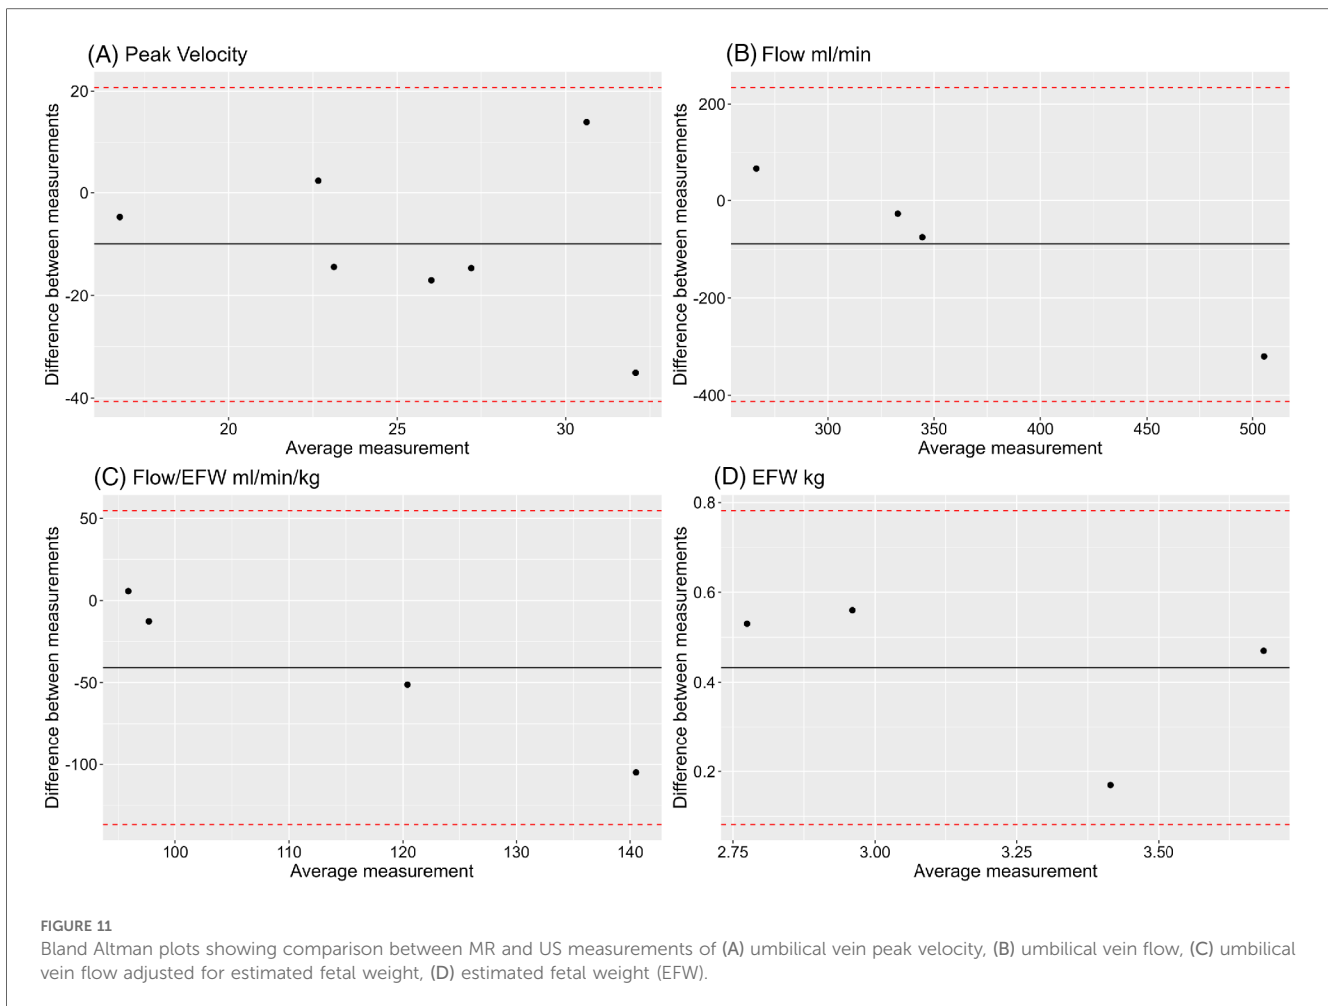 (A) Peak Velocity
Difference between measurements
20
0
-20
-40
20
25
30
Average measurement
(B) Flow ml/min
Difference between measurements
200
0
-200
-400
300
350
400
450
500
Average measurement
(C) Flow/EFW ml/min/kg
Difference between measurements
50
0
-50
-100
100
110
120
130
140
Average measurement
(D) EFW kg
Difference between measurements
0.8
0.6
0.4
0.2
2.75
3.00
3.25
3.50
Average measurement
FIGURE 11
Bland Altman plots showing comparison between MR and US measurements of (A) umbilical vein peak velocity, (B) umbilical vein flow, (C) umbilical
vein flow adjusted for estimated fetal weight, (D) estimated fetal weight (EFW).